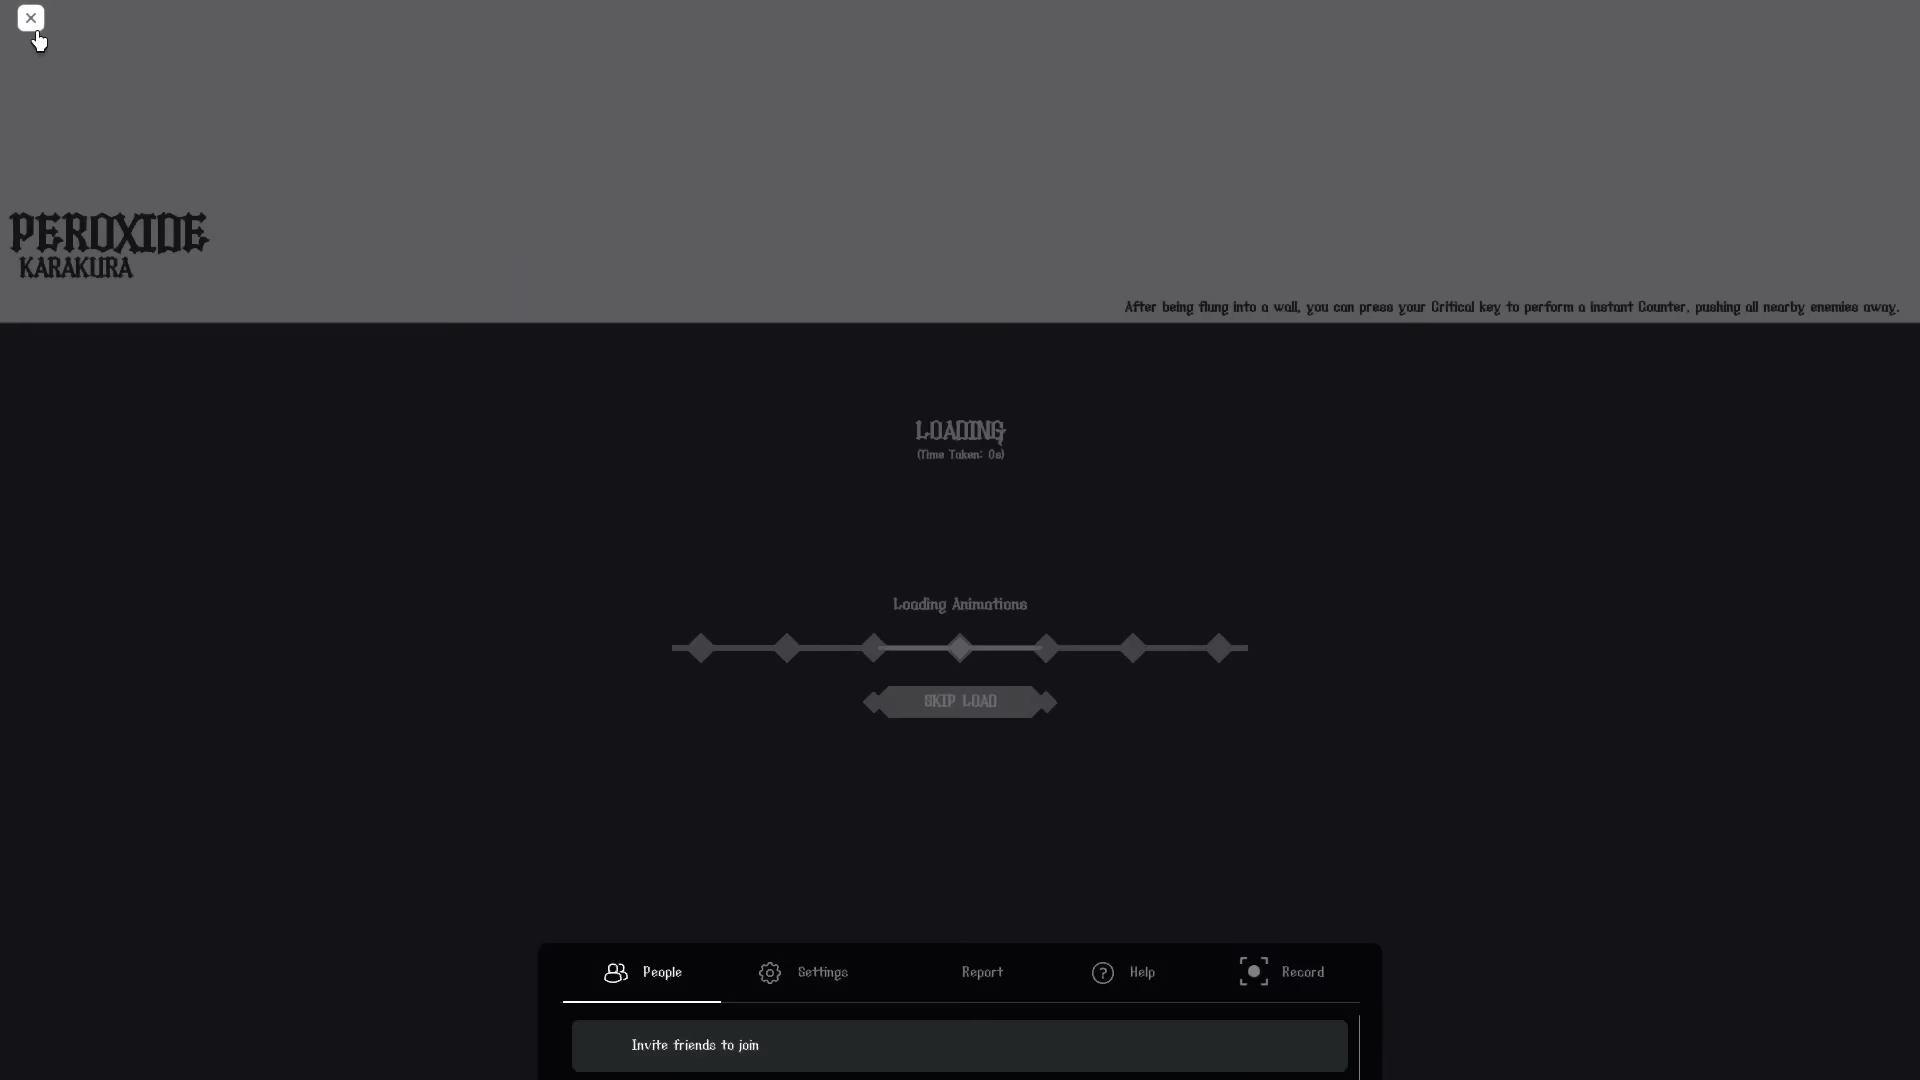 PEROXIDE
KARAKURA
After being flung into a wall, you can press your Critical key to perform a instant Counter, pushing all nearby enemies away.
LOADING
(Time Taken: 0s)
Loading Animations
SKIP LOAD
People
Settings
Report
Help
Record
Invite friends to join